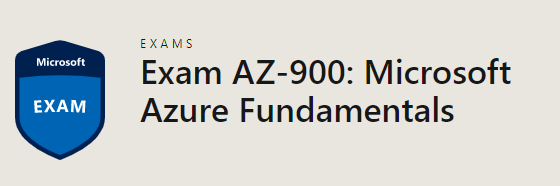 Microsoft
EXAM
EXAMS
Exam AZ-900: Microsoft
Azure Fundamentals